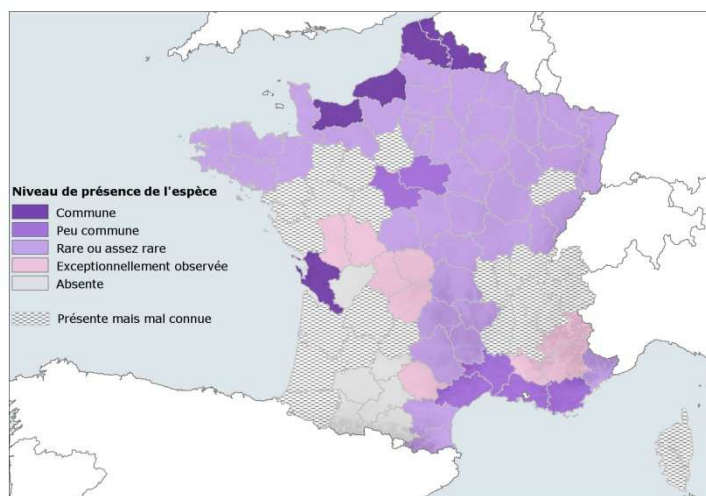 Niveau de présence de l'espèce
Commune
Peu commune
Rare ou assez rare
Exceptionnellement observée
Absente
Présente mais mal connue